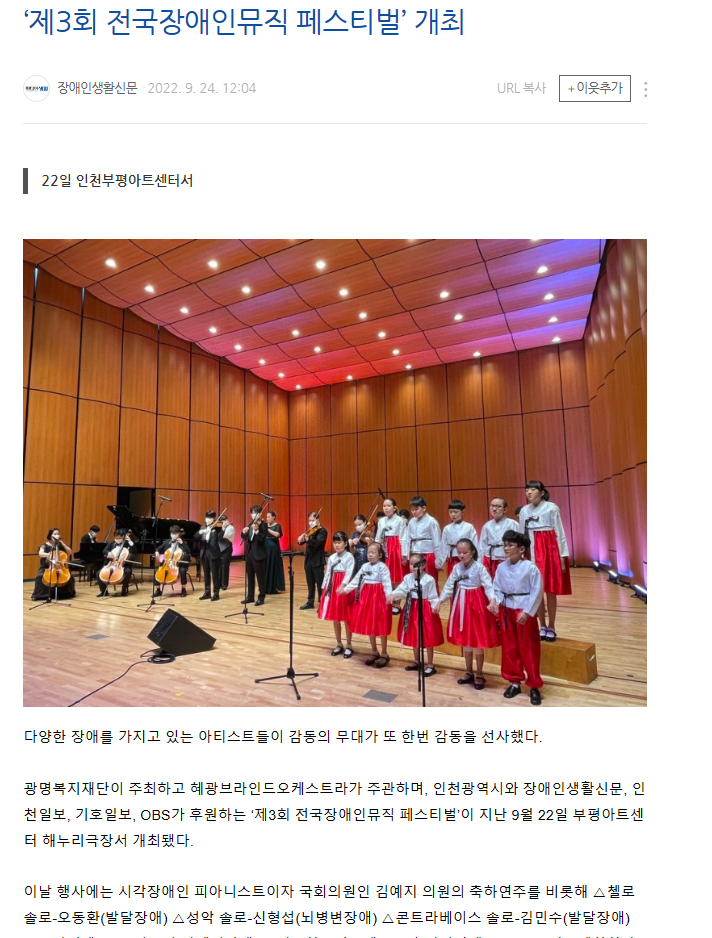 ‘제3회 전국장애인뮤직 페스티벌’ 개최
장애인생활신문 · 2022. 9. 24. 12:04
URL 복사
+이웃추가
22일 인천부평아트센터서
다양한 장애를 가지고 있는 아티스트들이 감동의 무대가 또 한번 감동을 선사했다.
광명복지재단이 주최하고 혜광브라인드오케스트라가 주관하며, 인천광역시와 장애인생활신문, 인
천일보, 기호일보, OBS가 후원하는 ‘제3회 전국장애인뮤직 페스티벌’이 지난 9월 22일 부평아트센
터 해누리극장서 개최됐다.
이날 행사에는 시각장애인 피아니스트이자 국회의원인 김예지 의원의 축하연주를 비롯해 △첼로
솔로-오동환(발달장애) △성악 솔로-신형섭(뇌병변장애) △콘트라베이스 솔로-김민수(발달장애)